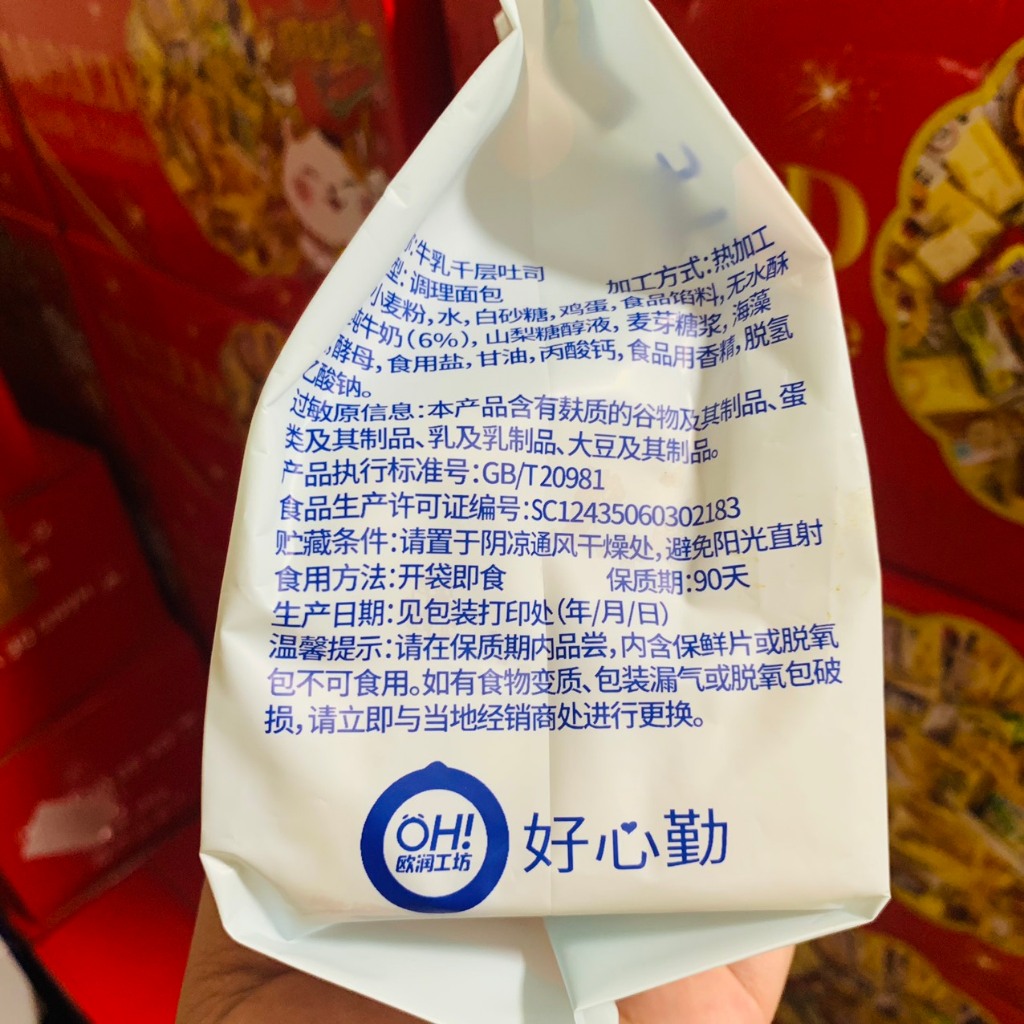 :牛乳千层吐司 加工方式:热加工
型:调理面包
小麦粉,水,白砂糖,鸡蛋,食品馅料,无水酥
纯牛奶(6%),山梨糖醇液,麦芽糖浆,海藻
,酵母,食用盐,甘油,丙酸钙,食品用香精,脱氢
乙酸钠。
过敏原信息:本产品含有麸质的谷物及其制品、蛋
类及其制品、乳及乳制品、大豆及其制品。
产品执行标准号:GB/T20981
食品生产许可证编号:SC12435060302183
贮藏条件:请置于阴凉通风干燥处,避免阳光直射
食用方法:开袋即食 保质期:90天
生产日期:见包装打印处(年/月/日)
温馨提示:请在保质期内品尝,内含保鲜片或脱氧
包不可食用。如有食物变质、包装漏气或脱氧包破
损,请立即与当地经销商处进行更换。
OH!
欧润工坊
好心勤